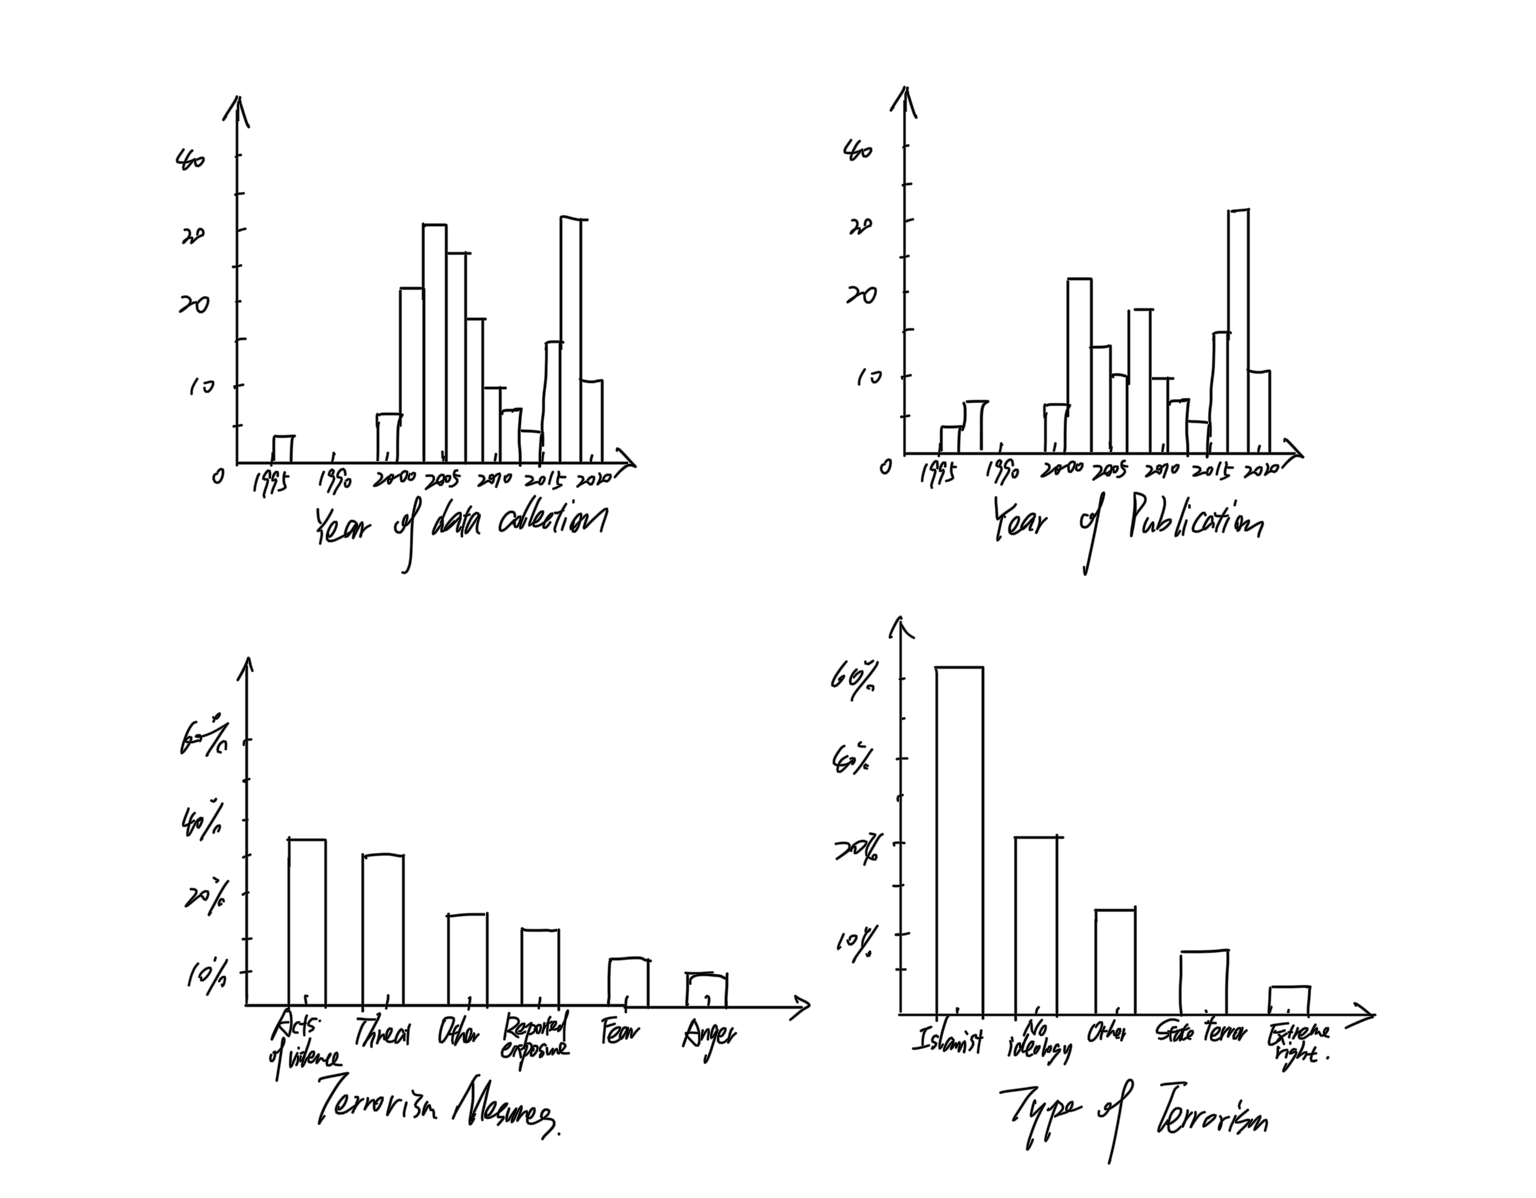 40
30
20
10
0
1995 1990 2000 2005 2010 2015 2020
Year of data collection
40
30
20
10
0
1995 1990 2000 2005 2010 2015 2020
Year of Publication
60%
40%
20%
10%
Acts of violence
Threat
Other
Reported exposure
Fear
Anger
Terrorism Mesures.
60%
40%
20%
10%
Islamist
No ideology
Other
State terror
Extreme right.
Type of Terrorism